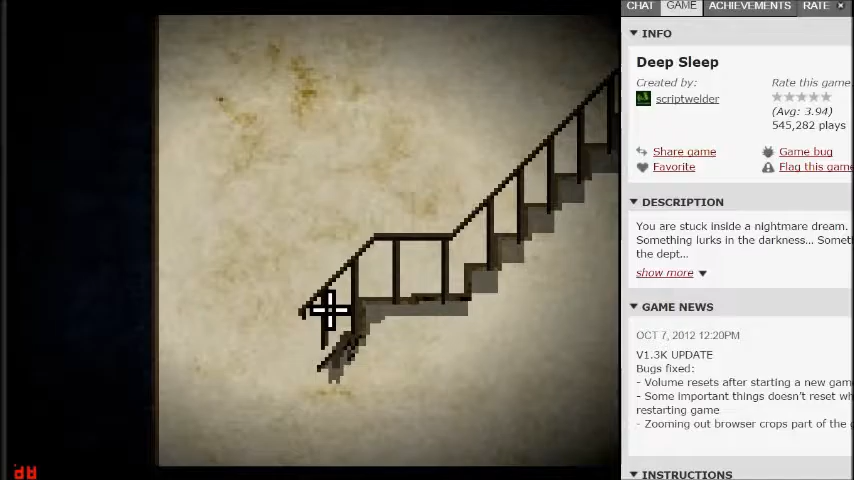 CHAT GAME ACHIEVEMENTS RATE ×
INFO
Deep Sleep
Created by:
scriptwelder
Rate this game
(Avg: 3.94)
545,282 plays
Share game
Game bug
Favorite
Flag this game
DESCRIPTION
You are stuck inside a nightmare dream.
Something lurks in the darkness... Somet
the dept...
show more
GAME NEWS
OCT 7, 2012 12:20PM
V1.3K UPDATE
Bugs fixed:
- Volume resets after starting a new gam
- Some important things doesn't reset wh
restarting game
- Zooming out browser crops part of the
INSTRUCTIONS